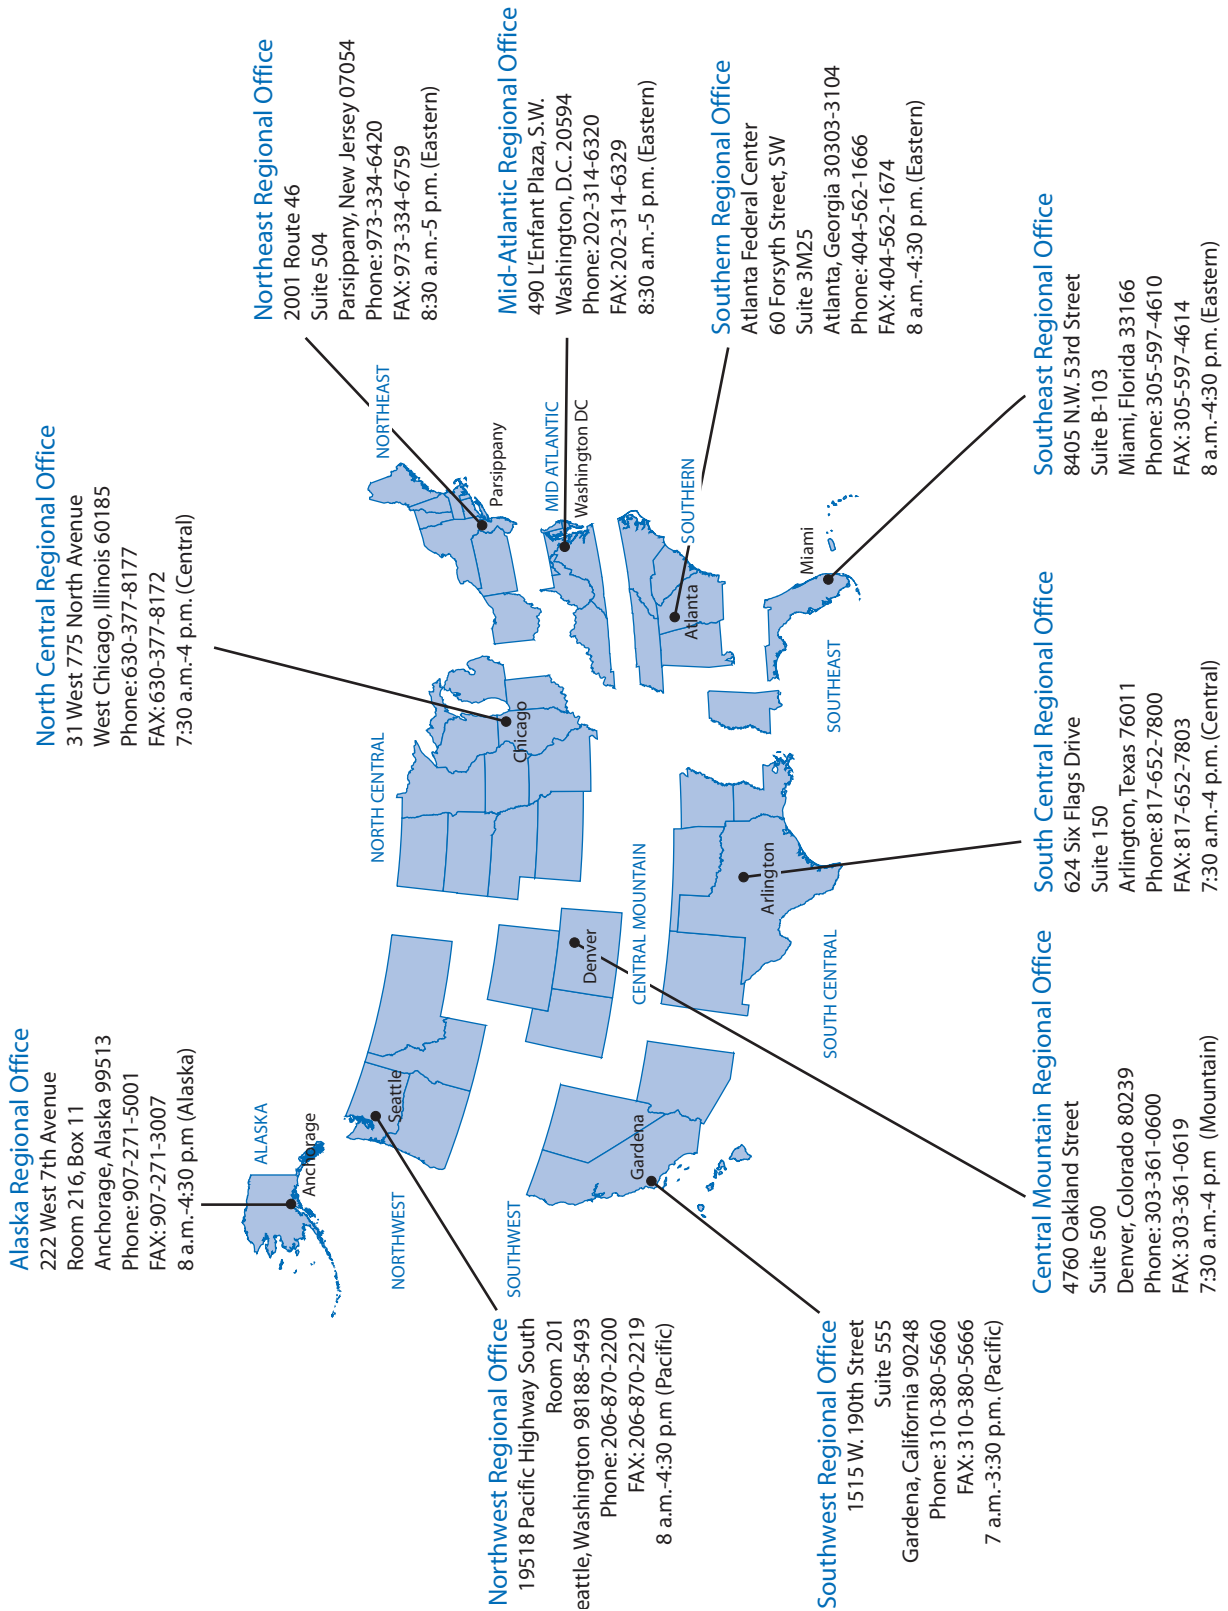 Alaska Regional Office
222 West 7th Avenue
Room 216, Box 11
Anchorage, Alaska 99513
Phone: 907-271-5001
FAX: 907-271-3007
8 a.m.-4:30 p.m (Alaska)
North Central Regional Office
31 West 775 North Avenue
West Chicago, Illinois 60185
Phone: 630-377-8177
FAX: 630-377-8172
7:30 a.m.-4 p.m. (Central)
Northeast Regional Office
2001 Route 46
Suite 504
Parsippany, New Jersey 07054
Phone: 973-334-6420
FAX: 973-334-6759
8:30 a.m.-5 p.m. (Eastern)
Mid-Atlantic Regional Office
490 L'Enfant Plaza, S.W.
Washington, D.C. 20594
Phone: 202-314-6320
FAX: 202-314-6329
8:30 a.m.-5 p.m. (Eastern)
Southern Regional Office
Atlanta Federal Center
60 Forsyth Street, SW
Suite 3M25
Atlanta, Georgia 30303-3104
Phone: 404-562-1666
FAX: 404-562-1674
8 a.m.-4:30 p.m. (Eastern)
Northwest Regional Office
19518 Pacific Highway South
Room 201
eattle, Washington 98188-5493
Phone: 206-870-2200
FAX: 206-870-2219
8 a.m.-4:30 p.m (Pacific)
Southwest Regional Office
1515 W. 190th Street
Suite 555
Gardena, California 90248
Phone: 310-380-5660
FAX: 310-380-5666
7 a.m.-3:30 p.m. (Pacific)
Central Mountain Regional Office
4760 Oakland Street
Suite 500
Denver, Colorado 80239
Phone: 303-361-0600
FAX: 303-361-0619
7:30 a.m.-4 p.m (Mountain)
South Central Regional Office
624 Six Flags Drive
Suite 150
Arlington, Texas 76011
Phone: 817-652-7800
FAX: 817-652-7803
7:30 a.m.-4 p.m. (Central)
Southeast Regional Office
8405 N.W. 53rd Street
Suite B-103
Miami, Florida 33166
Phone: 305-597-4610
FAX: 305-597-4614
8 a.m.-4:30 p.m. (Eastern)
ALASKA
Anchorage
NORTHWEST
Seattle
SOUTHWEST
Gardena
NORTH CENTRAL
Chicago
CENTRAL MOUNTAIN
Denver
SOUTH CENTRAL
Arlington
NORTHEAST
Parsippany
MID ATLANTIC
Washington DC
SOUTHERN
Atlanta
SOUTHEAST
Miami